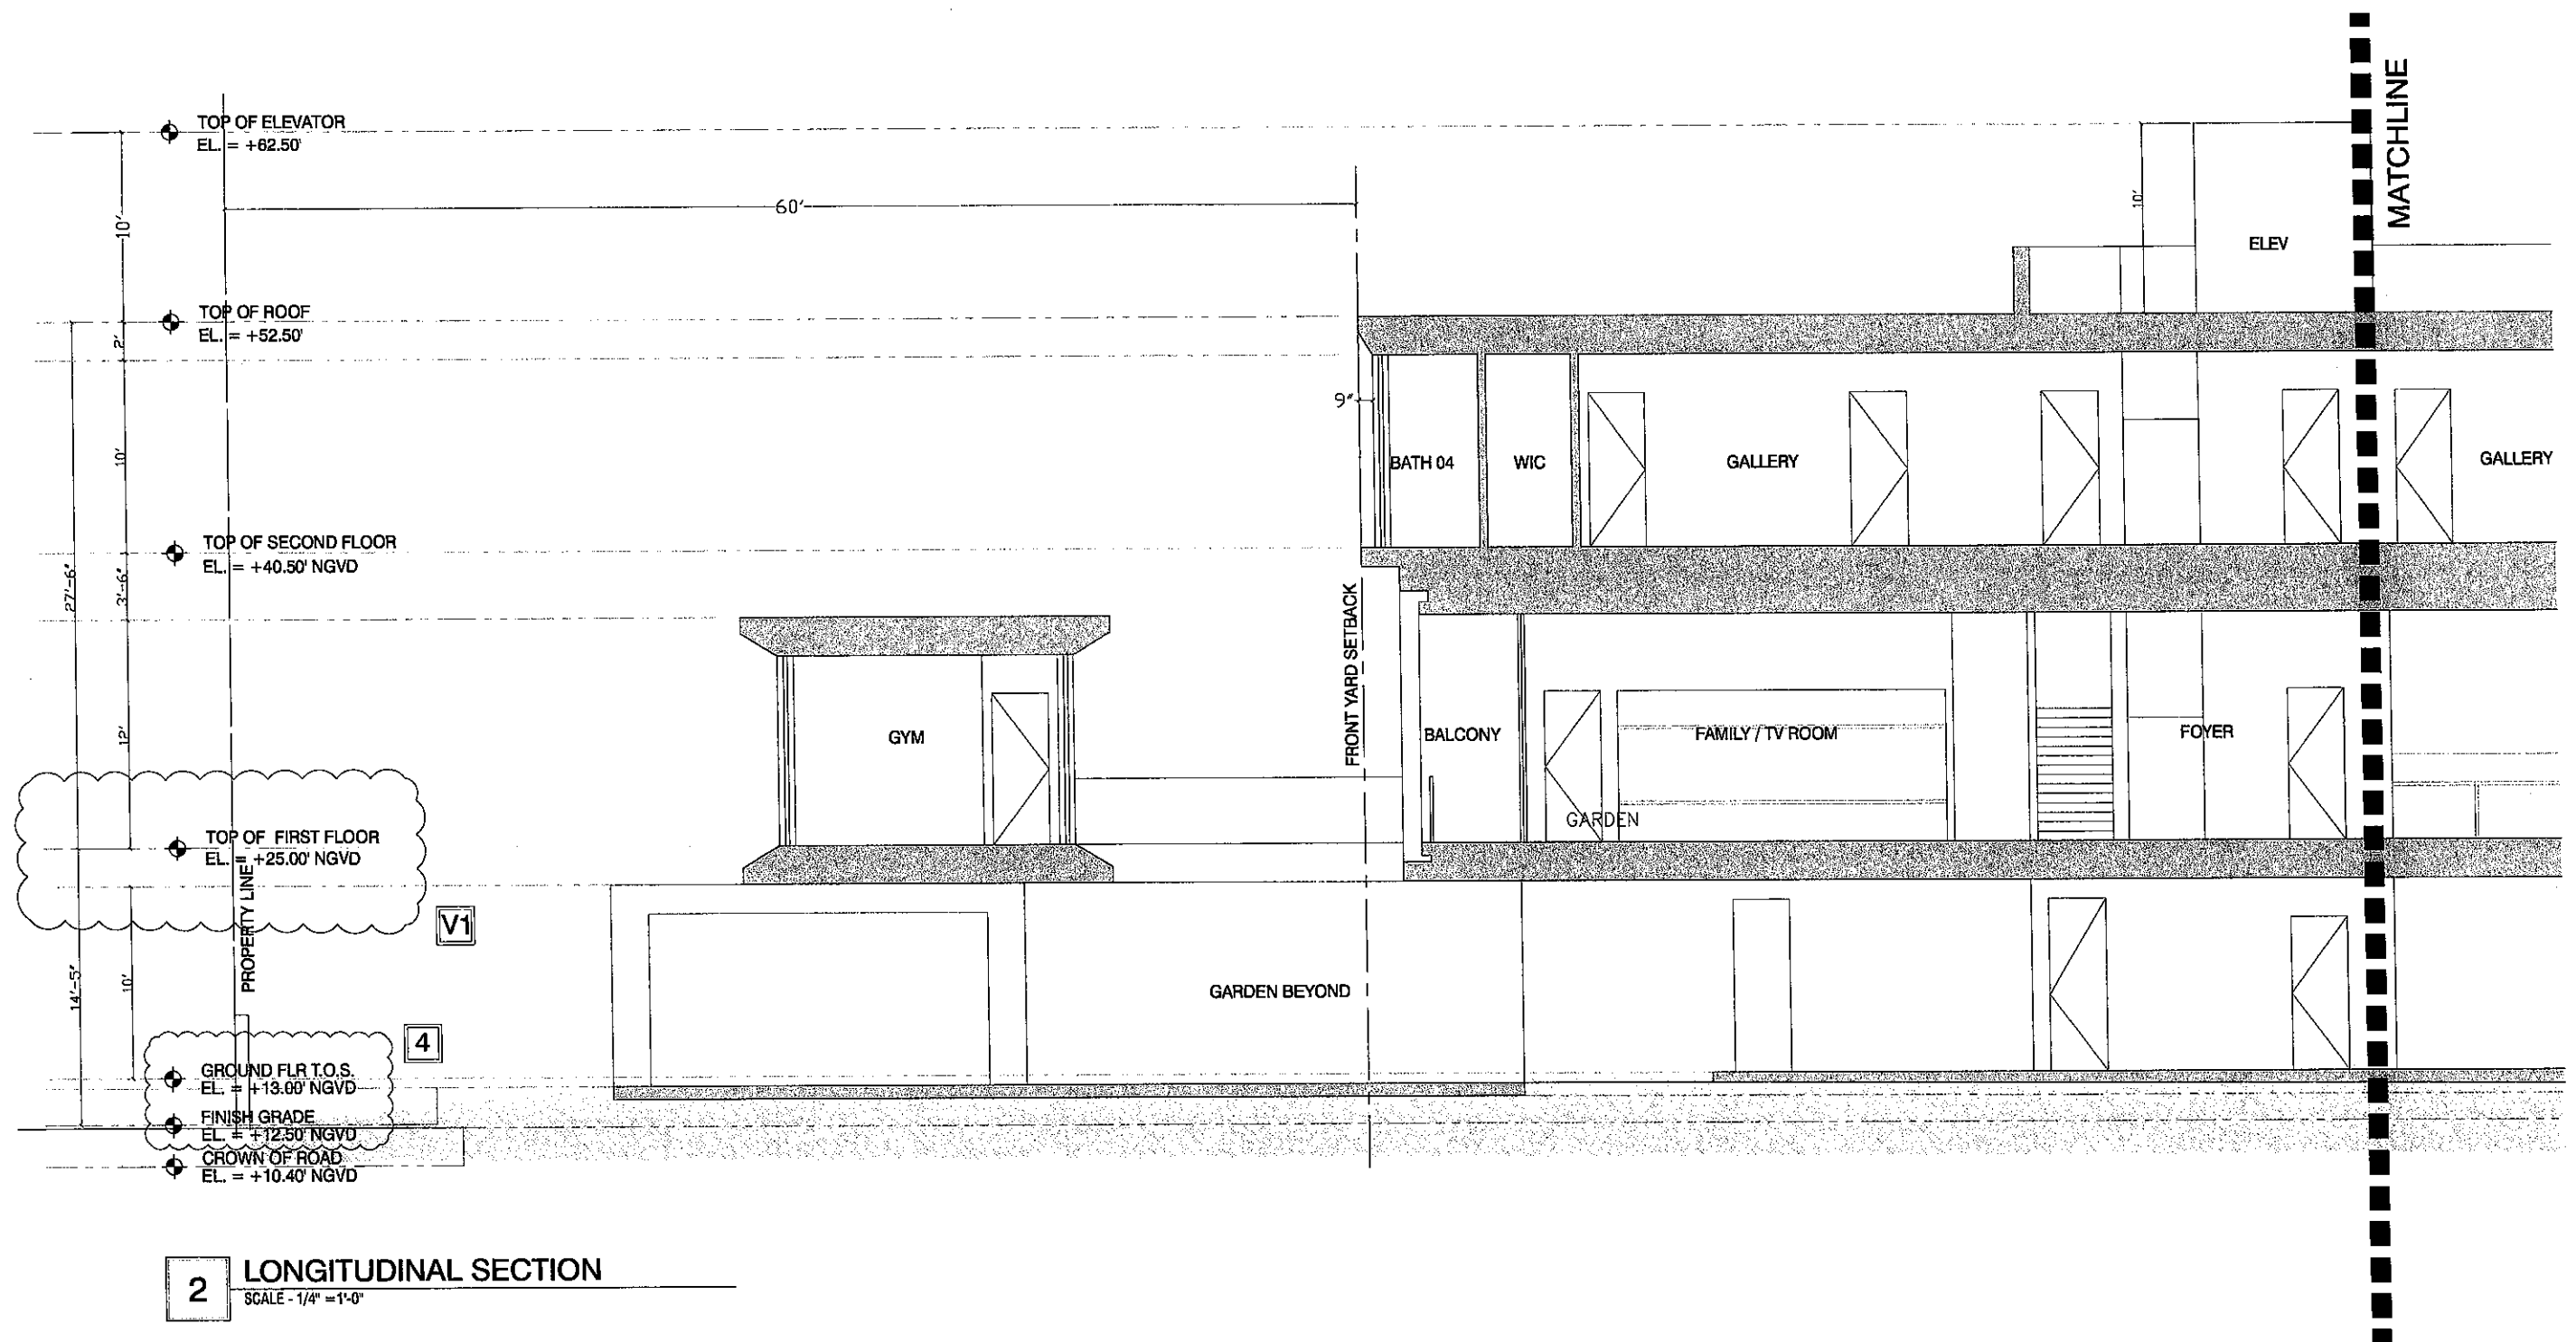 MATCHLINE
TOP OF ELEVATOR
EL. = +62.50'
60'
10'
10'
ELEV
TOP OF ROOF
EL. = +52.50'
2'
9"
10'
BATH 04
WIC
GALLERY
GALLERY
TOP OF SECOND FLOOR
EL. = +40.50' NGVD
27'-6"
3'-6"
FRONT YARD SETBACK
12'
GYM
BALCONY
FAMILY / TV ROOM
FOYER
GARDEN
TOP OF FIRST FLOOR
EL. = +25.00' NGVD
PROPERTY LINE
V1
14'-5"
10'
GARDEN BEYOND
4
GROUND FLR T.O.S.
EL. = +13.00' NGVD
FINISH GRADE
EL. = +12.50' NGVD
CROWN OF ROAD
EL. = +10.40' NGVD
2
LONGITUDINAL SECTION
SCALE - 1/4" =1'-0"